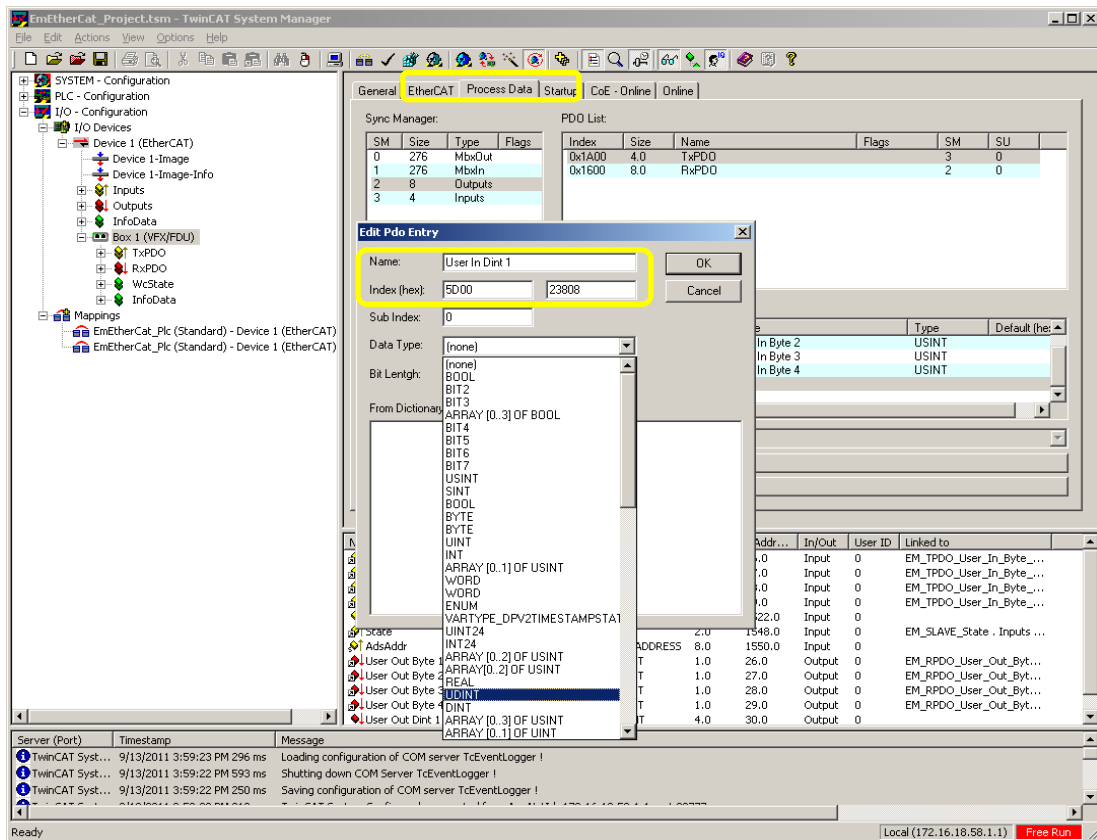 EmEtherCat_Project.tsm - TwinCAT System Manager
File Edit Actions View Options Help
SYSTEM - Configuration
PLC - Configuration
I/O - Configuration
I/O Devices
Device 1 (EtherCAT)
Device 1-Image
Device 1-Image-Info
Inputs
Outputs
InfoData
Box 1 (VFX/FDU)
TxPDO
RxPDO
WcState
InfoData
Mappings
EmEtherCat_Plc (Standard) - Device 1 (EtherCAT)
EmEtherCat_Plc (Standard) - Device 1 (EtherCAT)
General EtherCAT Process Data Startup CoE - Online Online
Sync Manager:
SM Size Type Flags
0 276 MbxOut
1 276 MbxIn
2 8 Outputs
3 4 Inputs
PDO List:
Index Size Name Flags SM SU
0x1A00 4.0 TxPDO 3 0
0x1600 8.0 RxPDO 2 0
Edit Pdo Entry
Name: User In Dint 1 OK
Index (hex): 5D00 23808 Cancel
Sub Index: 0
Data Type: (none)
Bit Lentgh:
From Dictionary
(none)
BOOL
BIT2
BIT3
ARRAY [0..3] OF BOOL
BIT4
BIT5
BIT6
BIT7
USINT
SINT
BOOL
BYTE
BYTE
UINT
INT
ARRAY [0..1] OF USINT
WORD
WORD
ENUM
VARTYPE_DPV2TIMESTAMPSTAT
UINT24
INT24
ARRAY [0..2] OF USINT
ARRAY[0..2] OF USINT
REAL
UDINT
DINT
ARRAY [0..3] OF USINT
ARRAY [0..1] OF UINT
Type Default (he:
In Byte 2 USINT
In Byte 3 USINT
In Byte 4 USINT
Addr... In/Out User ID Linked to
.0 Input 0 EM_TPDO_User_In_Byte_...
.0 Input 0 EM_TPDO_User_In_Byte_...
.0 Input 0 EM_TPDO_User_In_Byte_...
.0 Input 0 EM_TPDO_User_In_Byte_...
522.0 Input 0
State 2.0 1548.0 Input 0 EM_SLAVE_State . Inputs ...
AdsAddr ADDRESS 8.0 1550.0 Input 0
User Out Byte 1 T 1.0 26.0 Output 0 EM_RPDO_User_Out_Byt...
User Out Byte 2 T 1.0 27.0 Output 0 EM_RPDO_User_Out_Byt...
User Out Byte 3 T 1.0 28.0 Output 0 EM_RPDO_User_Out_Byt...
User Out Byte 4 T 1.0 29.0 Output 0 EM_RPDO_User_Out_Byt...
User Out Dint 1 T 4.0 30.0 Output 0
Server (Port) Timestamp Message
TwinCAT Syst... 9/13/2011 3:59:23 PM 296 ms Loading configuration of COM server TcEventLogger !
TwinCAT Syst... 9/13/2011 3:59:22 PM 593 ms Shutting down COM Server TcEventLogger !
TwinCAT Syst... 9/13/2011 3:59:22 PM 250 ms Saving configuration of COM server TcEventLogger !
Ready Local (172.16.18.58.1.1) Free Run